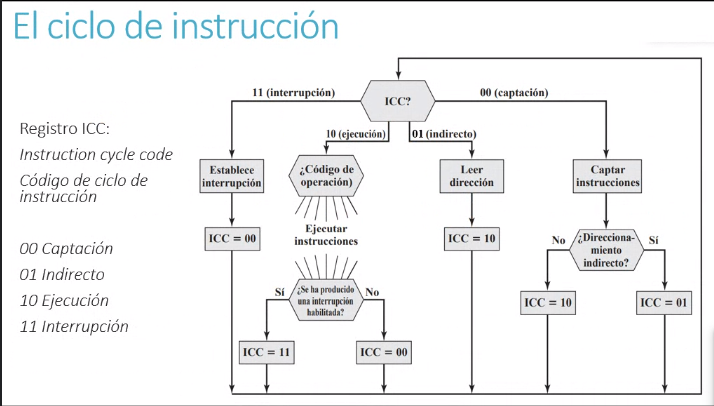 El ciclo de instrucción
Registro ICC:
Instruction cycle code
Código de ciclo de
instrucción
00 Captación
01 Indirecto
10 Ejecución
11 Interrupción
ICC?
11 (interrupción)
00 (captación)
10 (ejecución)
01 (indirecto)
Establece
interrupción
ICC = 00
¿Código de
operación)
Ejecutar
instrucciones
¿Se ha producido
una interrupción
habilitada?
Sí
No
ICC = 11
ICC = 00
Leer
dirección
ICC = 10
Captar
instrucciones
¿Direcciona-
miento
indirecto?
No
Sí
ICC = 10
ICC = 01